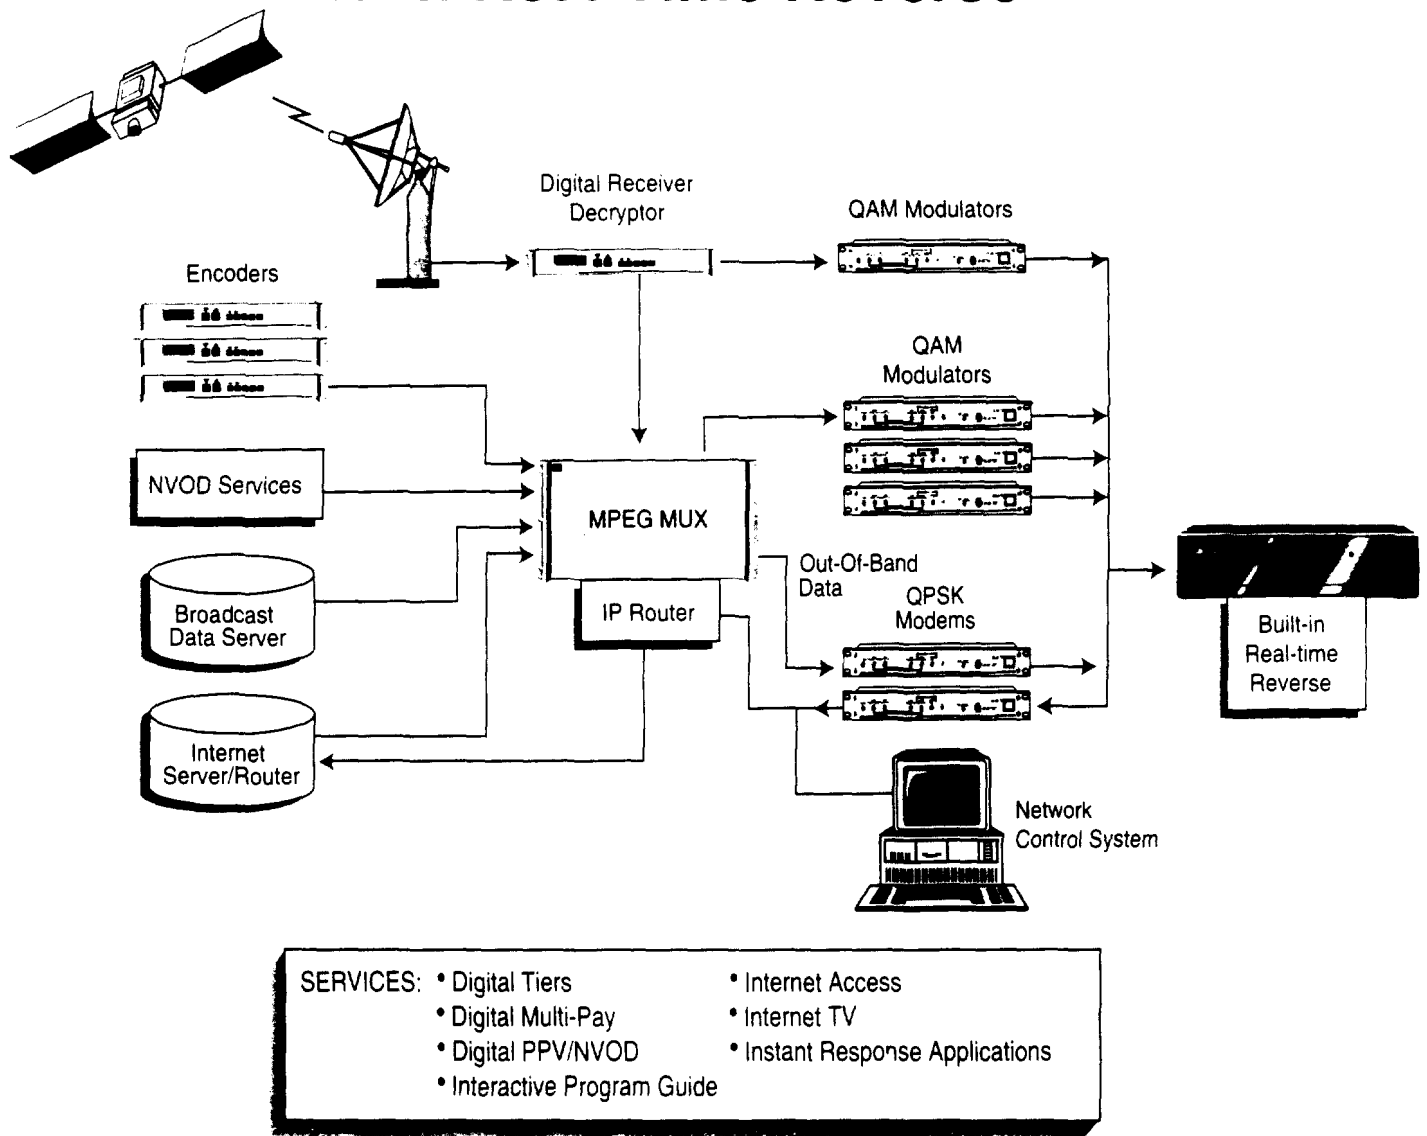 Digital Receiver
Decryptor
QAM Modulators
Encoders
QAM
Modulators
NVOD Services
MPEG MUX
Out-Of-Band
Data
Broadcast
Data Server
IP Router
QPSK
Modems
Built-in
Real-time
Reverse
Internet
Server/Router
Network
Control System
SERVICES:
• Digital Tiers
• Digital Multi-Pay
• Digital PPV/NVOD
• Interactive Program Guide
• Internet Access
• Internet TV
• Instant Response Applications